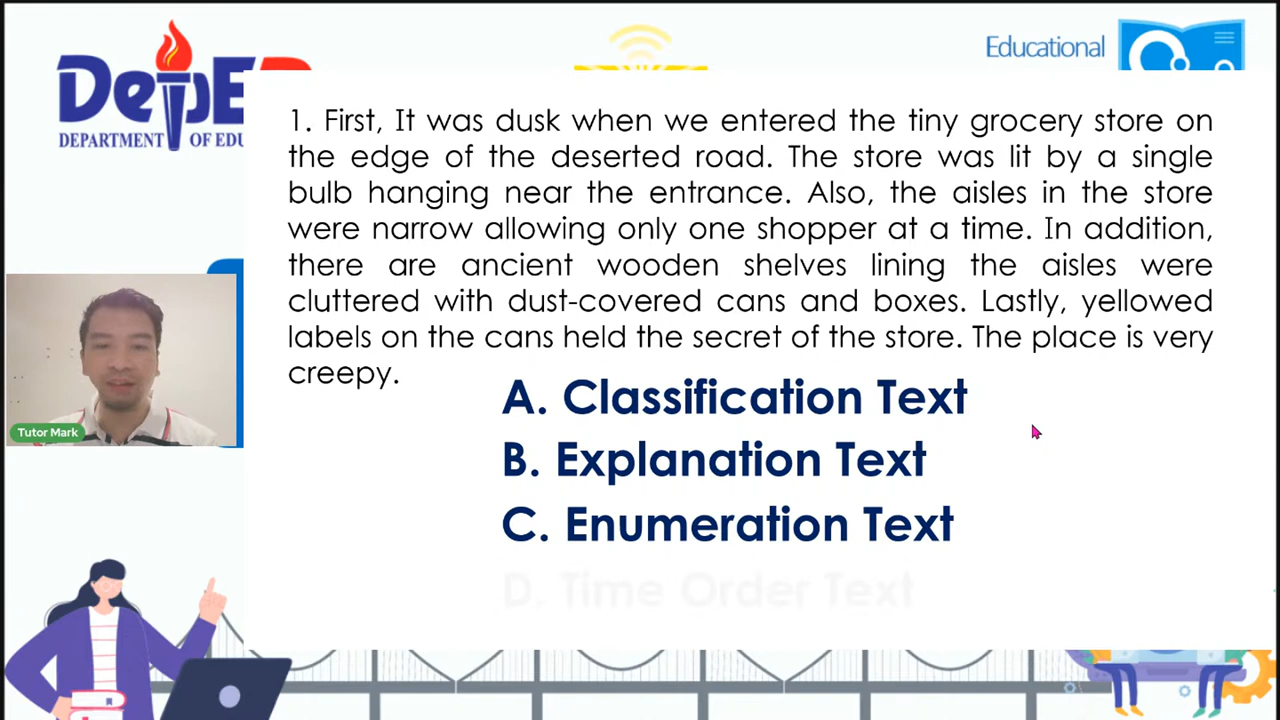 DepE
DEPARTMENT OF EDU
Educational
1. First, It was dusk when we entered the tiny grocery store on
the edge of the deserted road. The store was lit by a single
bulb hanging near the entrance. Also, the aisles in the store
were narrow allowing only one shopper at a time. In addition,
there are ancient wooden shelves lining the aisles were
cluttered with dust-covered cans and boxes. Lastly, yellowed
labels on the cans held the secret of the store. The place is very
creepy.
A. Classification Text
B. Explanation Text
C. Enumeration Text
D. Time Order Text
Tutor Mark